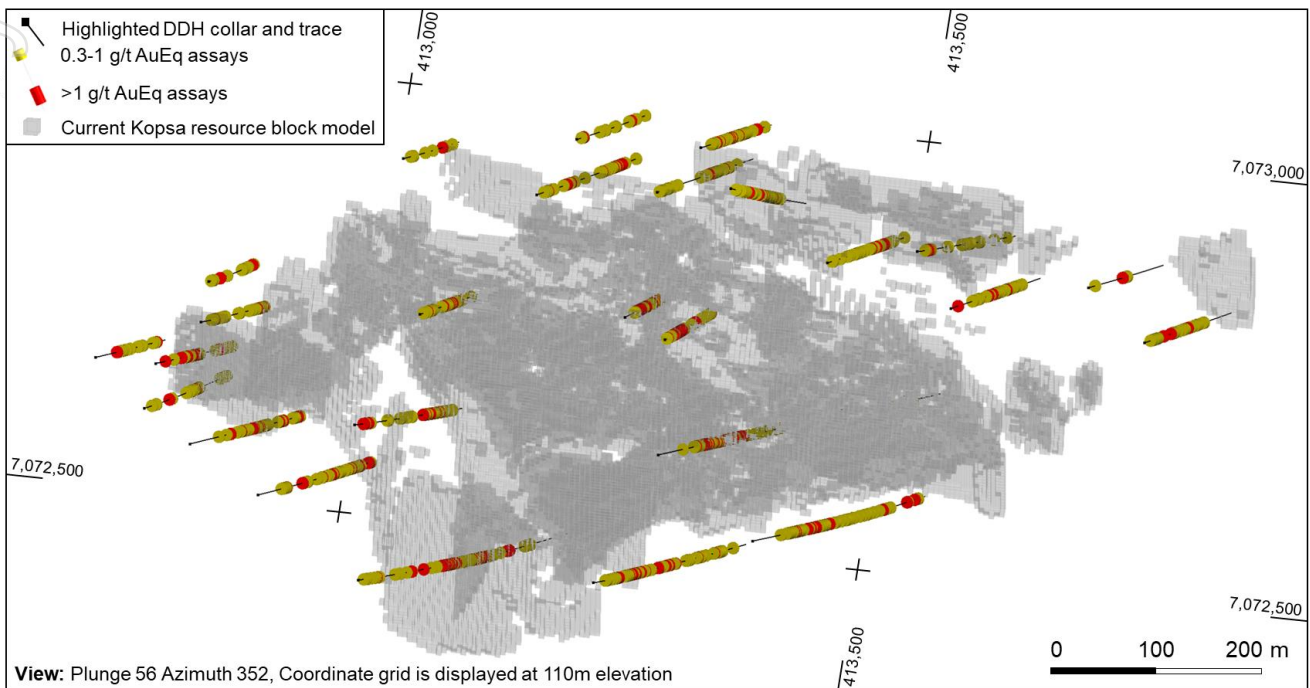 Highlighted DDH collar and trace
0.3-1 g/t AuEq assays
>1 g/t AuEq assays
Current Kopsa resource block model
413,000
413,500
7,073,000
7,072,500
7,072,500
413,500
0 100 200 m
View: Plunge 56 Azimuth 352, Coordinate grid is displayed at 110m elevation